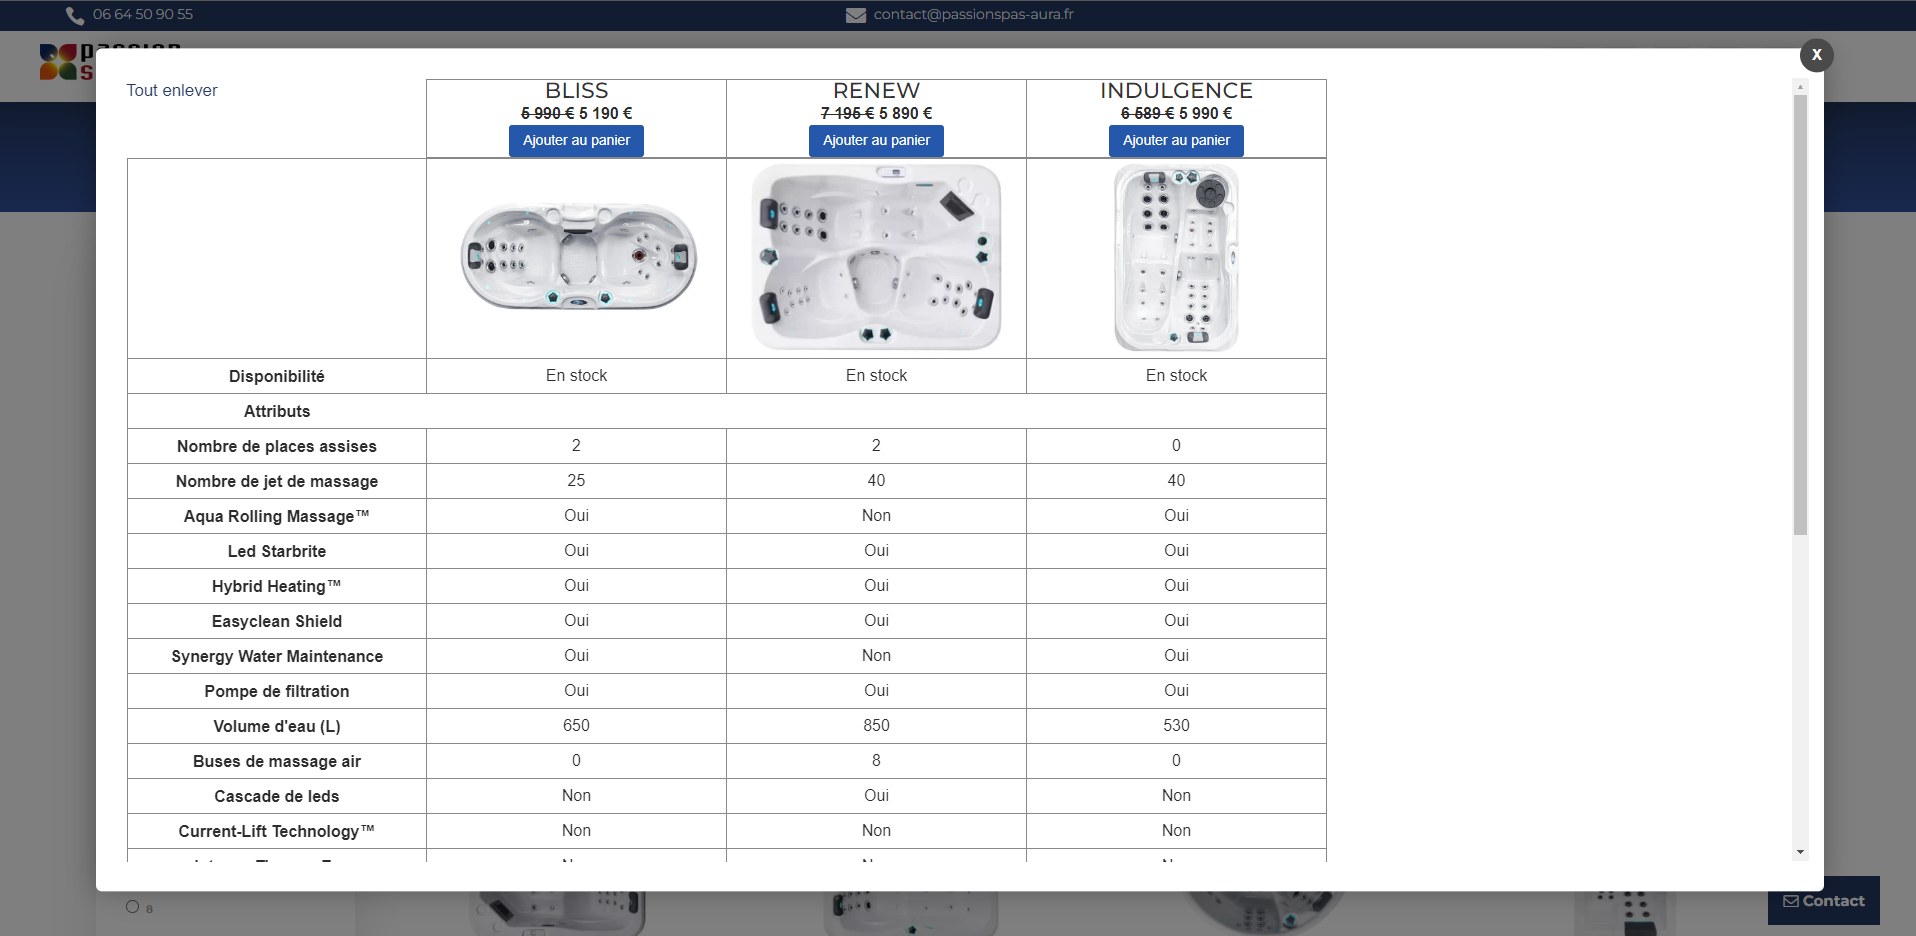 06 64 50 90 55
contact@passionspas-aura.fr
X
Tout enlever
BLISS
5 990 € 5 190 €
Ajouter au panier
RENEW
7 195 € 5 890 €
Ajouter au panier
INDULGENCE
6 589 € 5 990 €
Ajouter au panier
Disponibilité En stock En stock En stock
Attributs
Nombre de places assises 2 2 0
Nombre de jet de massage 25 40 40
Aqua Rolling Massage™ Oui Non Oui
Led Starbrite Oui Oui Oui
Hybrid Heating™ Oui Oui Oui
Easyclean Shield Oui Oui Oui
Synergy Water Maintenance Oui Non Oui
Pompe de filtration Oui Oui Oui
Volume d'eau (L) 650 850 530
Buses de massage air 0 8 0
Cascade de leds Non Oui Non
Current-Lift Technology™ Non Non Non
8
Contact